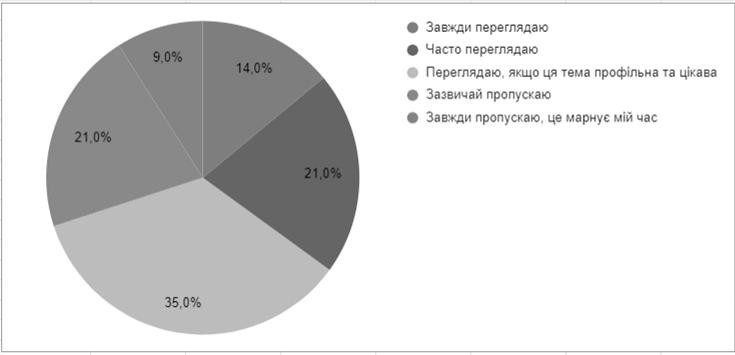 Завжди переглядаю
Часто переглядаю
Переглядаю, якщо ця тема профільна та цікава
Зазвичай пропускаю
Завжди пропускаю, це марнує мій час
9,0%
14,0%
21,0%
21,0%
35,0%